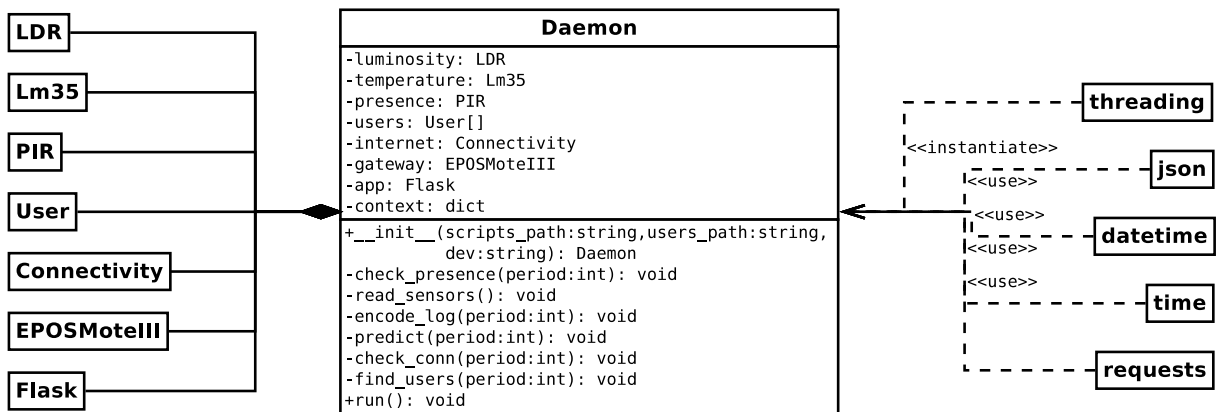 LDR
Lm35
PIR
User
Connectivity
EPOSMoteIII
Flask
Daemon
-luminosity: LDR
-temperature: Lm35
-presence: PIR
-users: User[]
-internet: Connectivity
-gateway: EPOSMoteIII
-app: Flask
-context: dict
+__init__(scripts_path:string,users_path:string,
dev:string): Daemon
-check_presence(period:int): void
-read_sensors(): void
-encode_log(period:int): void
-predict(period:int): void
-check_conn(period:int): void
-find_users(period:int): void
+run(): void
<<instantiate>>
<<use>>
<<use>>
<<use>>
<<use>>
threading
json
datetime
time
requests